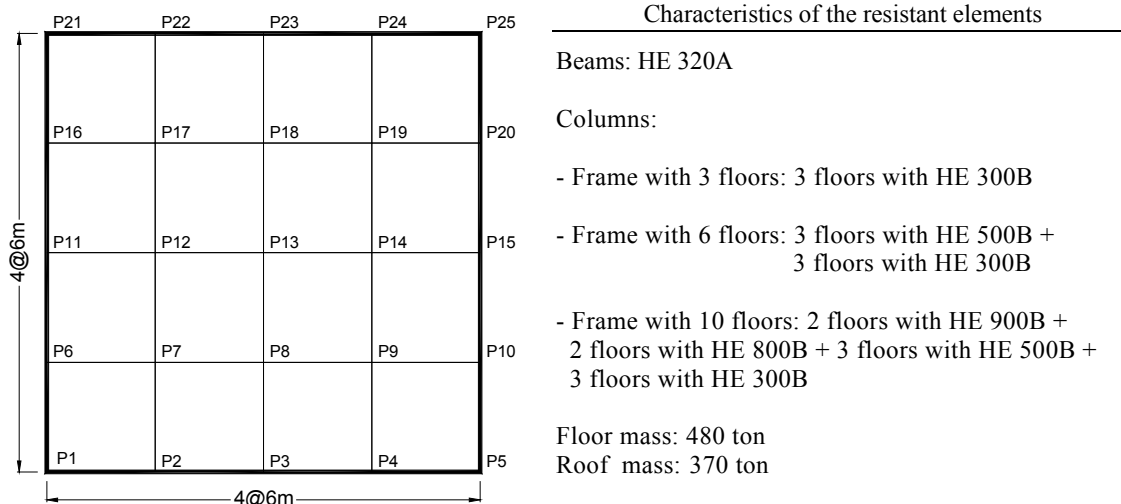 P21 P22 P23 P24 P25
P16 P17 P18 P19 P20
P11 P12 P13 P14 P15
4@6m
P6 P7 P8 P9 P10
P1 P2 P3 P4 P5
4@6m
Characteristics of the resistant elements
Beams: HE 320A
Columns:
- Frame with 3 floors: 3 floors with HE 300B
- Frame with 6 floors: 3 floors with HE 500B +
3 floors with HE 300B
- Frame with 10 floors: 2 floors with HE 900B +
2 floors with HE 800B + 3 floors with HE 500B +
3 floors with HE 300B
Floor mass: 480 ton
Roof mass: 370 ton